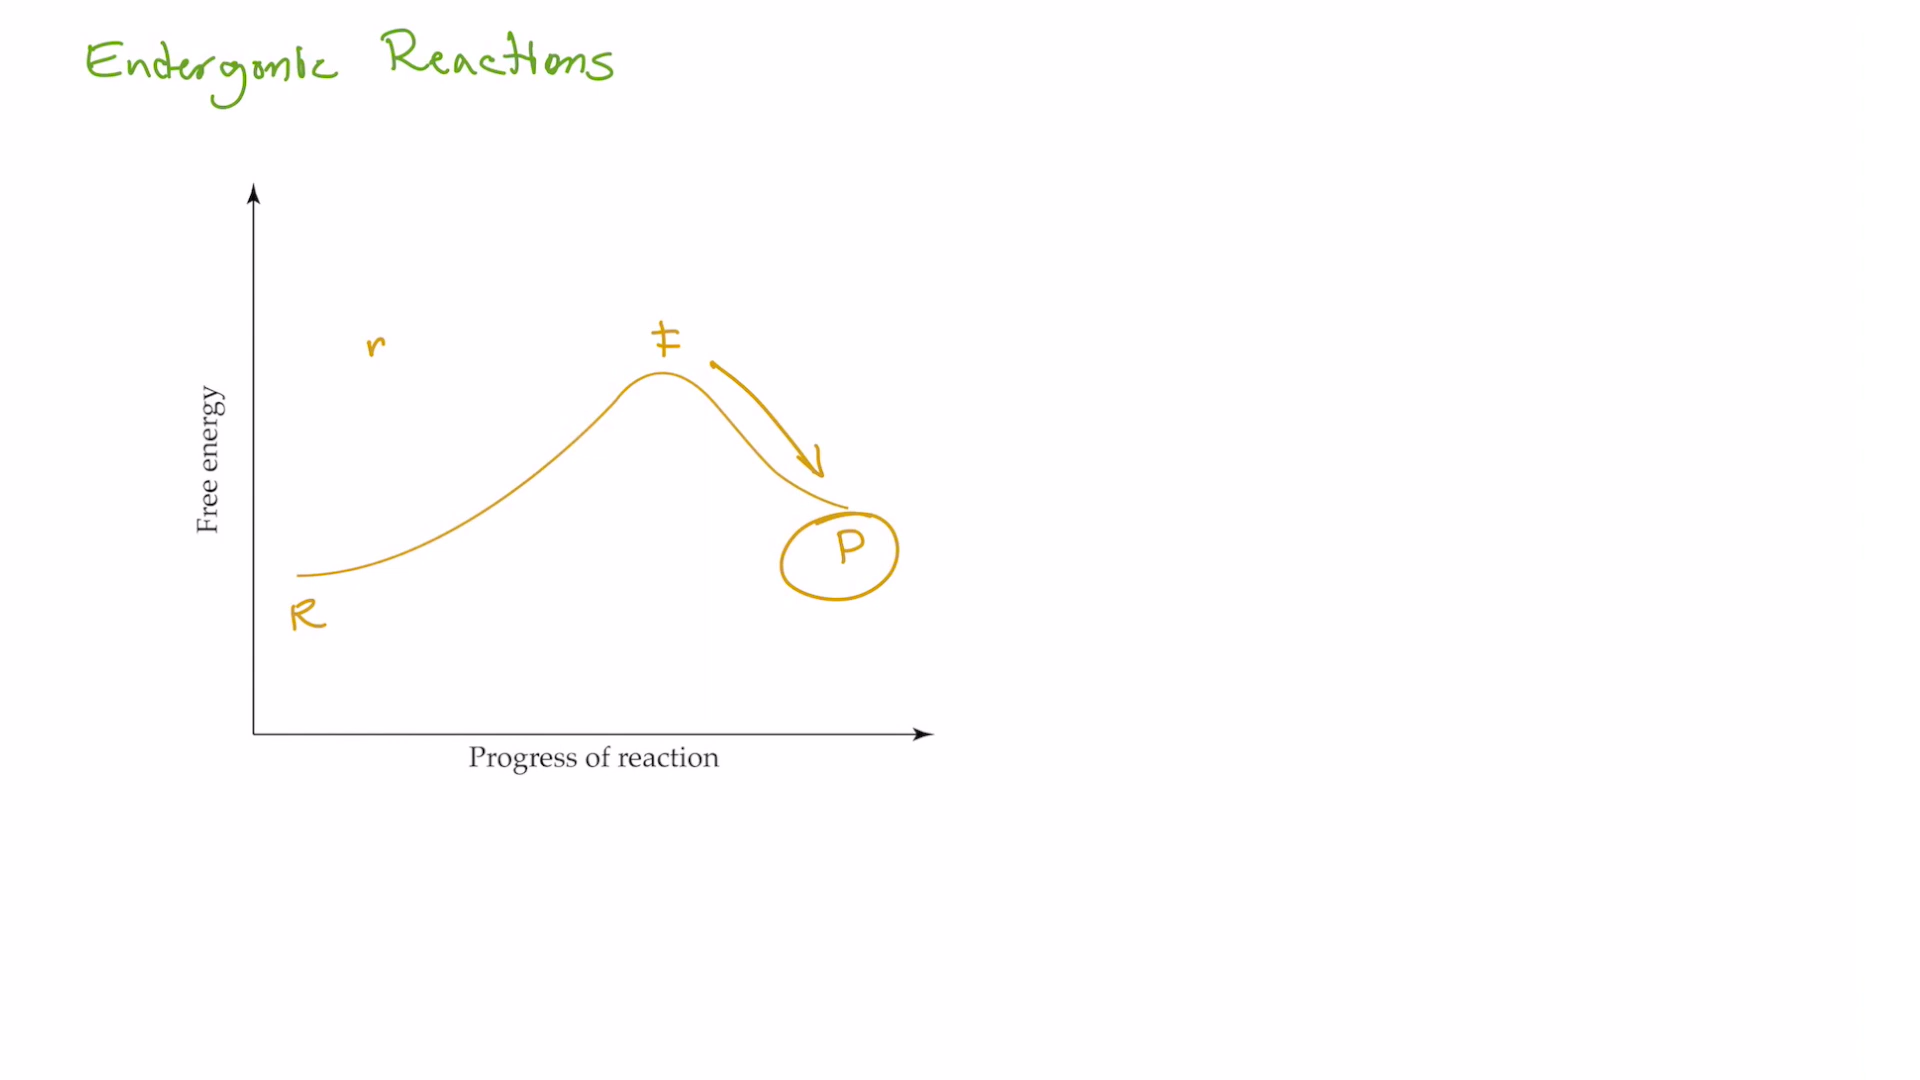 Endergonic Reactions
‡
r
Free energy
P
R
Progress of reaction